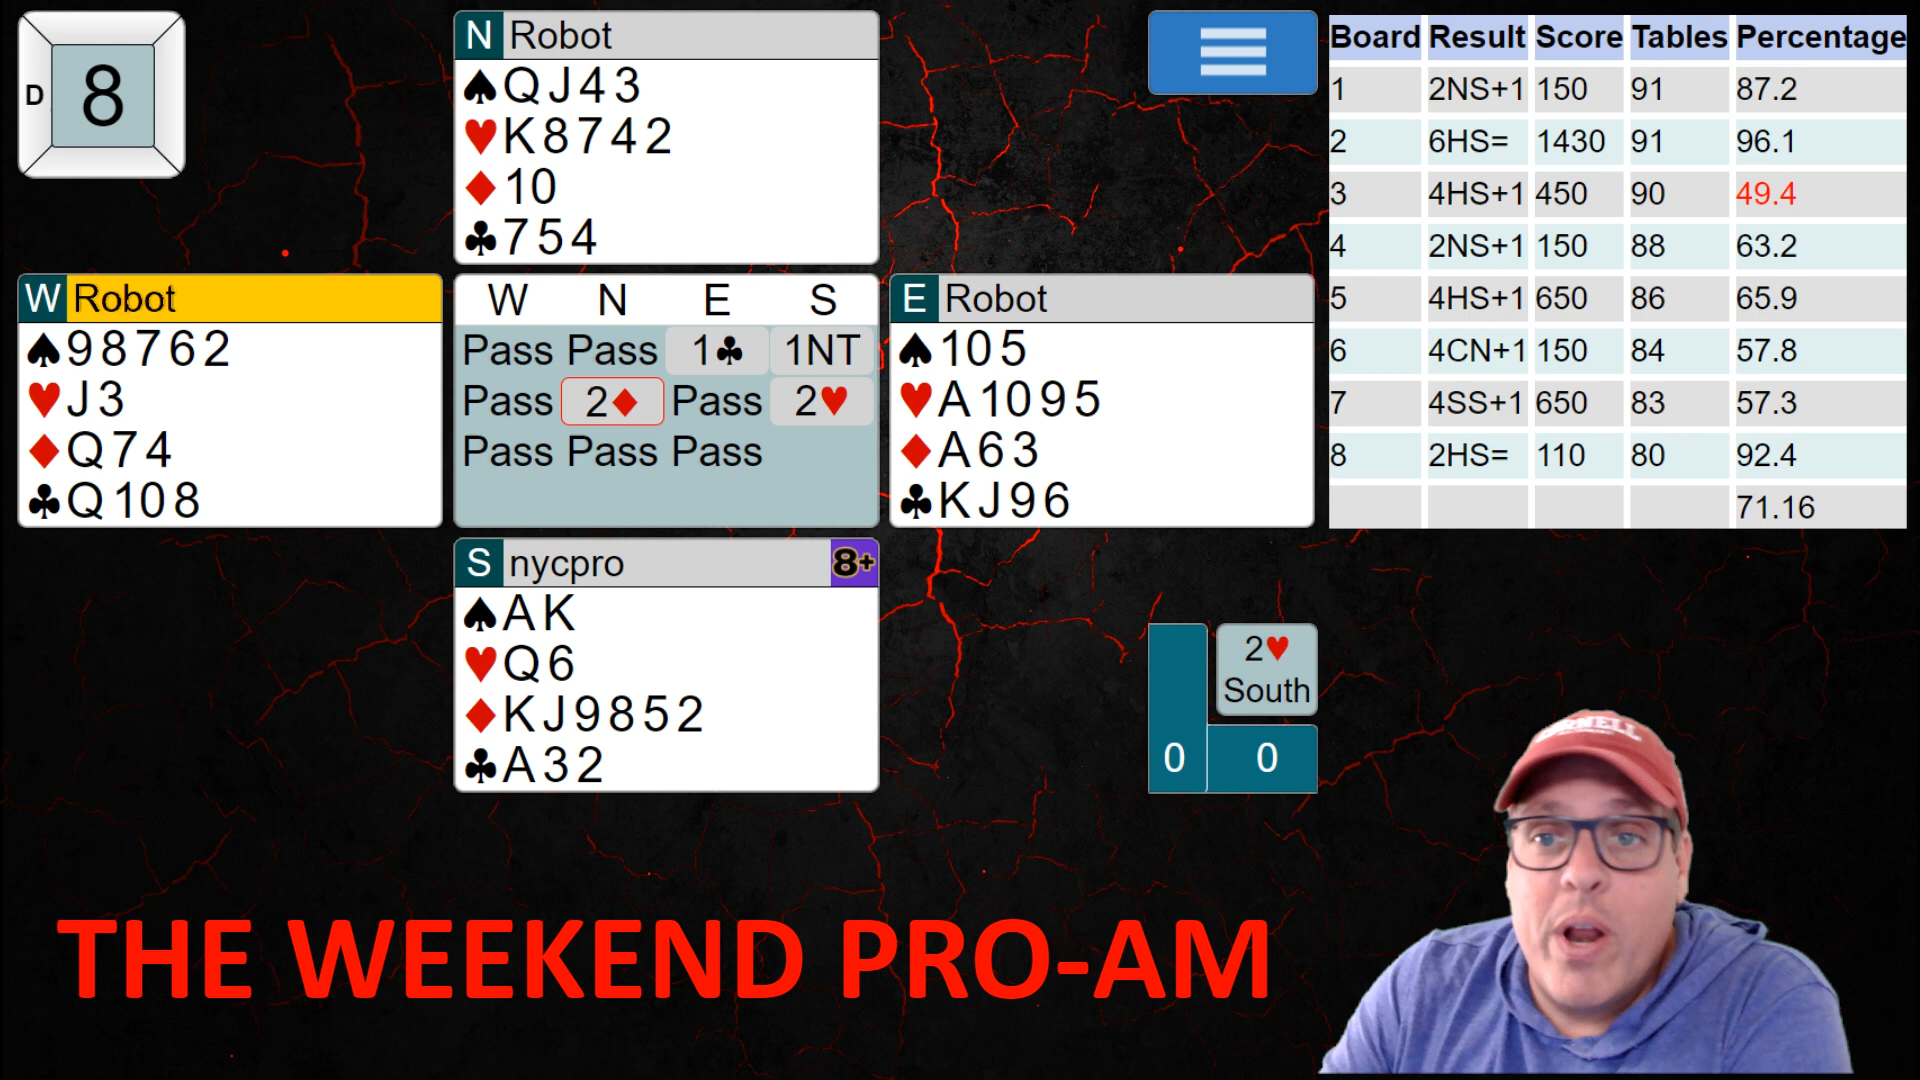 D 8
N Robot
♠QJ43
♥K8742
♦10
♣754
W Robot
♠98762
♥J3
♦Q74
♣Q108
W N E S
Pass Pass 1♣ 1NT
Pass 2♦ Pass 2♥
Pass Pass Pass
E Robot
♠105
♥A1095
♦A63
♣KJ96
S nycpro 8+
♠AK
♥Q6
♦KJ9852
♣A32
2♥
South
0 0
Board Result Score Tables Percentage
1 2NS+1 150 91 87.2
2 6HS= 1430 91 96.1
3 4HS+1 450 90 49.4
4 2NS+1 150 88 63.2
5 4HS+1 650 86 65.9
6 4CN+1 150 84 57.8
7 4SS+1 650 83 57.3
8 2HS= 110 80 92.4
71.16
THE WEEKEND PRO-AM